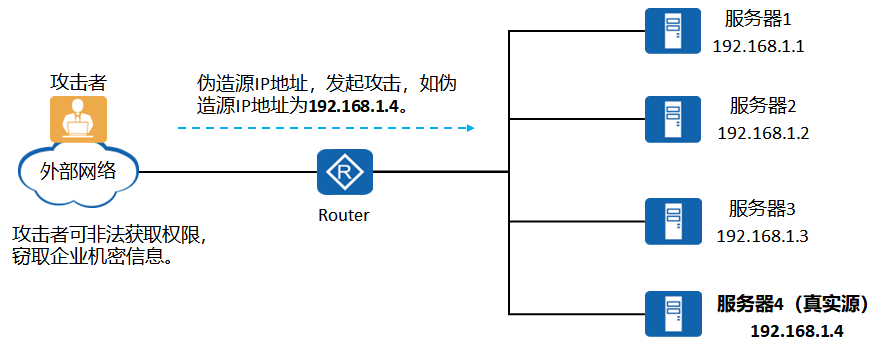 攻击者
外部网络
攻击者可非法获取权限，
窃取企业机密信息。
伪造源IP地址，发起攻击，如伪
造源IP地址为192.168.1.4。
R
Router
服务器1
192.168.1.1
服务器2
192.168.1.2
服务器3
192.168.1.3
服务器4（真实源）
192.168.1.4